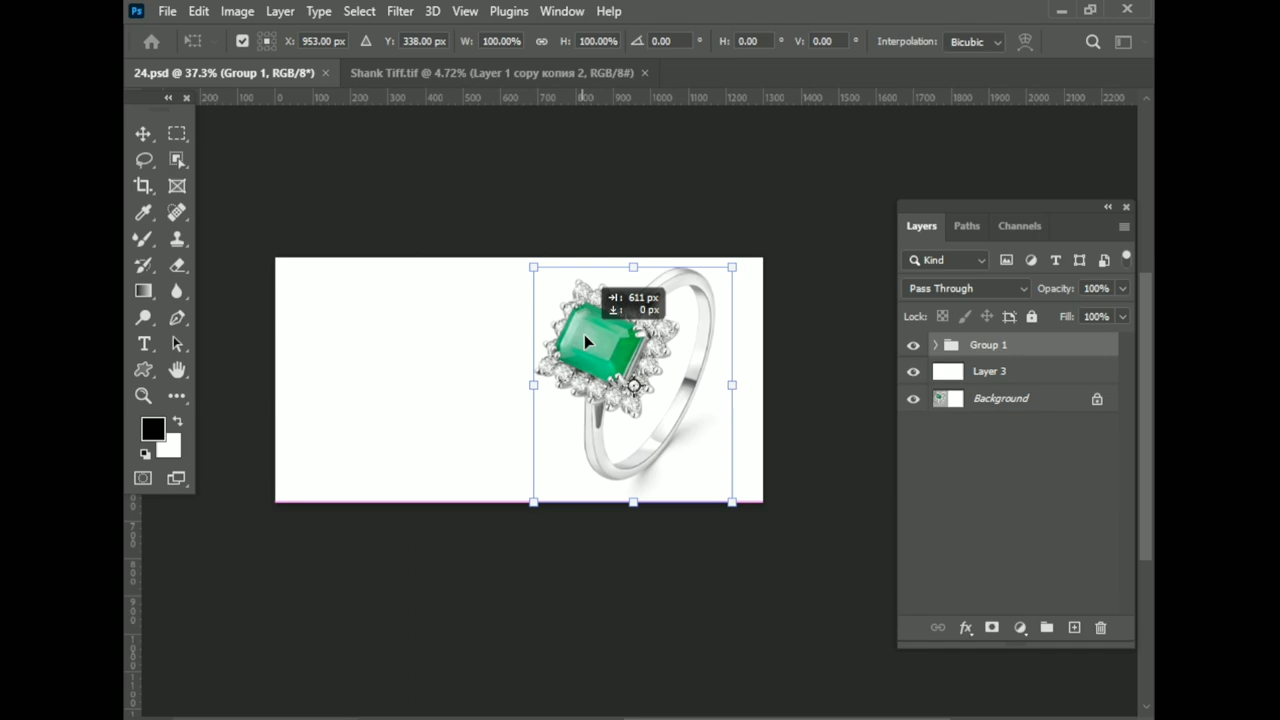 Ps File Edit Image Layer Type Select Filter 3D View Plugins Window Help
X: 953.00 px Y: 338.00 px W: 100.00% H: 100.00% 0.00 ° H: 0.00 ° V: 0.00 ° Interpolation: Bicubic
24.psd @ 37.3% (Group 1, RGB/8*) × Shank Tiff.tif @ 4.72% (Layer 1 copy копия 2, RGB/8#) ×
200 100 0 100 200 300 400 500 600 700 800 900 1000 1100 1200 1300 1400 1500 1600 1700 1800 1900 2000 2100 2200
Layers Paths Channels
Kind
Pass Through Opacity: 100%
Lock: Fill: 100%
Group 1
Layer 3
Background
: 611 px
: 0 px
T
fx